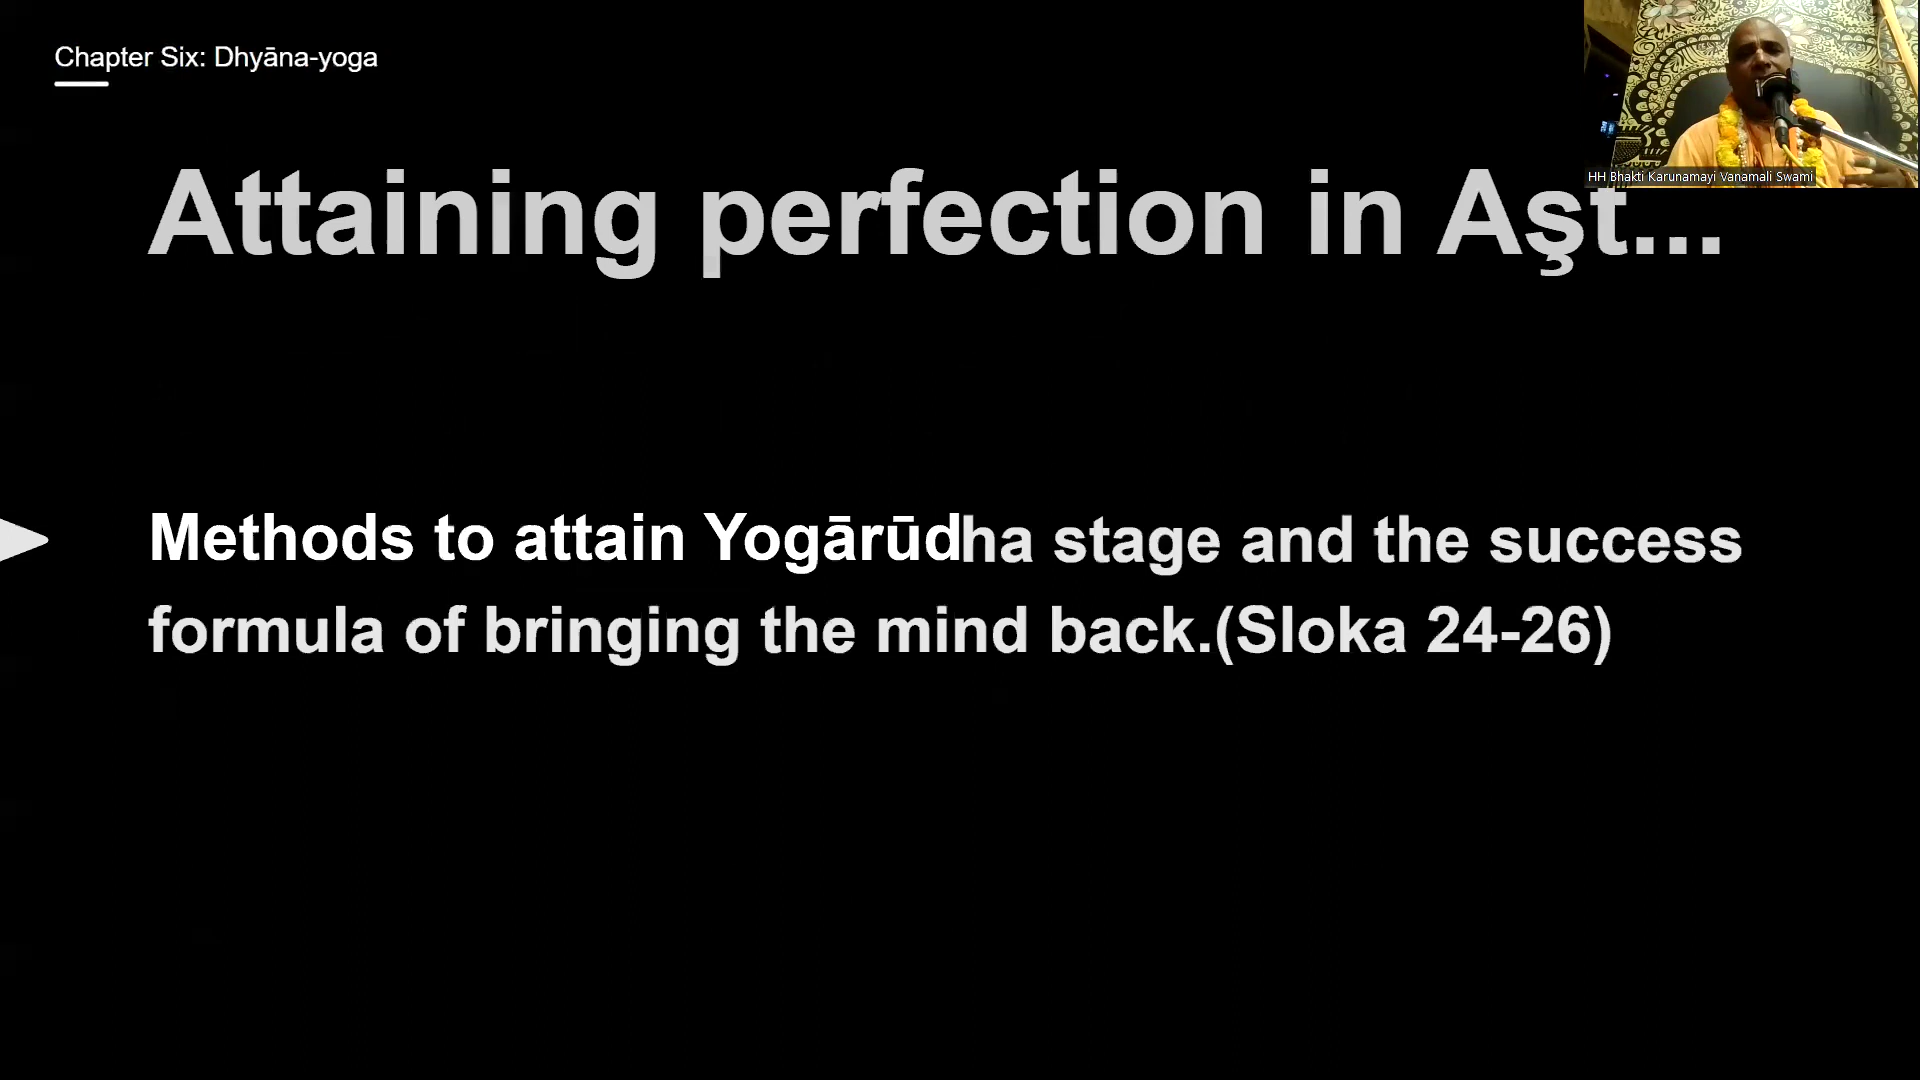 Chapter Six: Dhyāna-yoga
HH Bhakti Karunamayi Vanamali Swami
Attaining perfection in Aşt...
Methods to attain Yogārūdha stage and the success
formula of bringing the mind back.(Sloka 24-26)